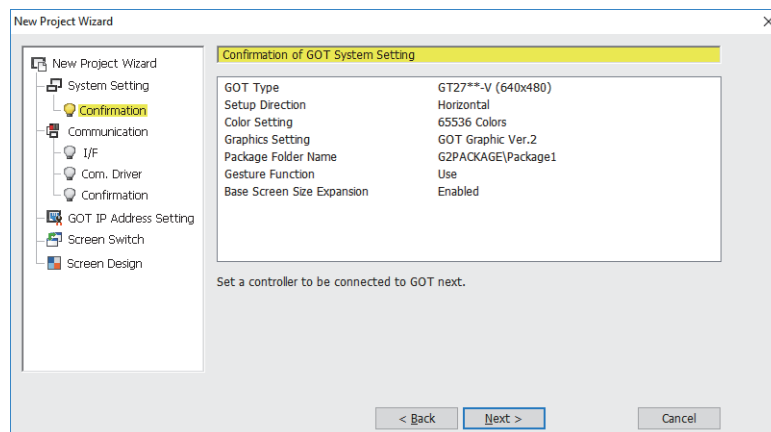 New Project Wizard
New Project Wizard
System Setting
Confirmation
Communication
I/F
Com. Driver
Confirmation
GOT IP Address Setting
Screen Switch
Screen Design
Confirmation of GOT System Setting
GOT Type GT27**-V (640x480)
Setup Direction Horizontal
Color Setting 65536 Colors
Graphics Setting GOT Graphic Ver.2
Package Folder Name G2PACKAGE\Package1
Gesture Function Use
Base Screen Size Expansion Enabled
Set a controller to be connected to GOT next.
< Back Next > Cancel